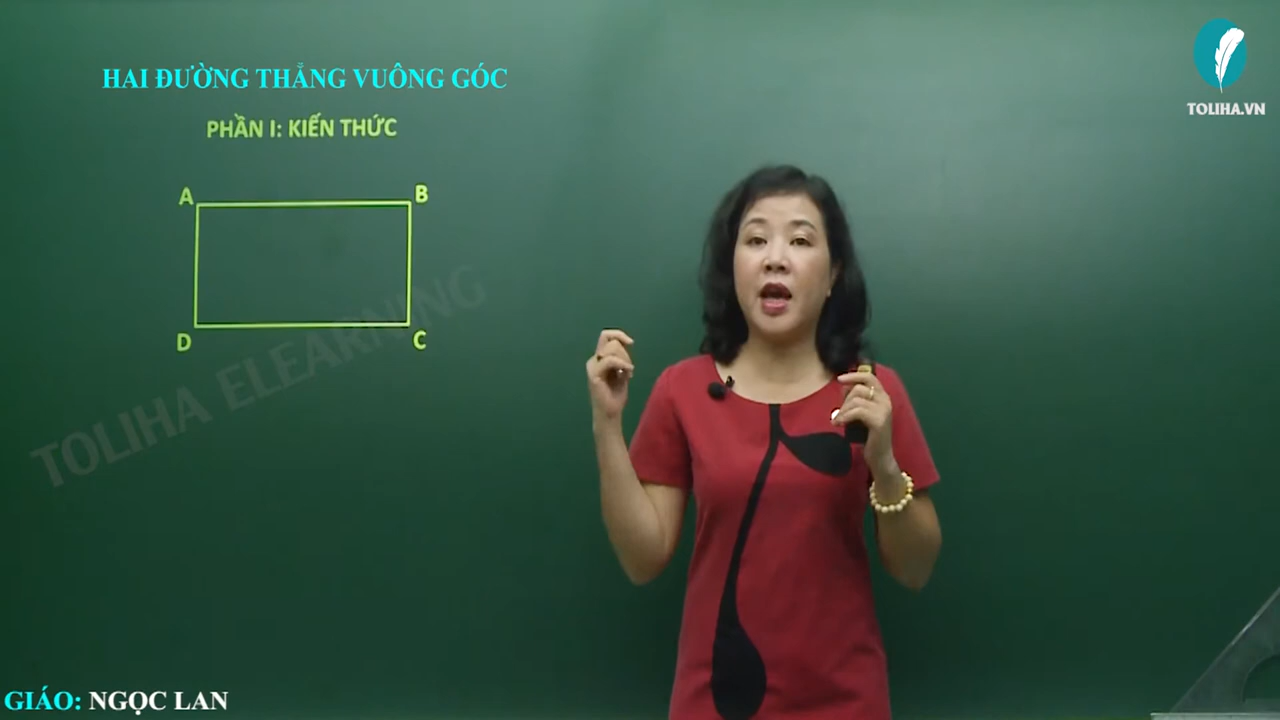 HAI ĐƯỜNG THẲNG VUÔNG GÓC
TOLIHA.VN
PHẦN I: KIẾN THỨC
A
B
D
C
TOLIHA ELEARNING
GIÁO: NGỌC LAN